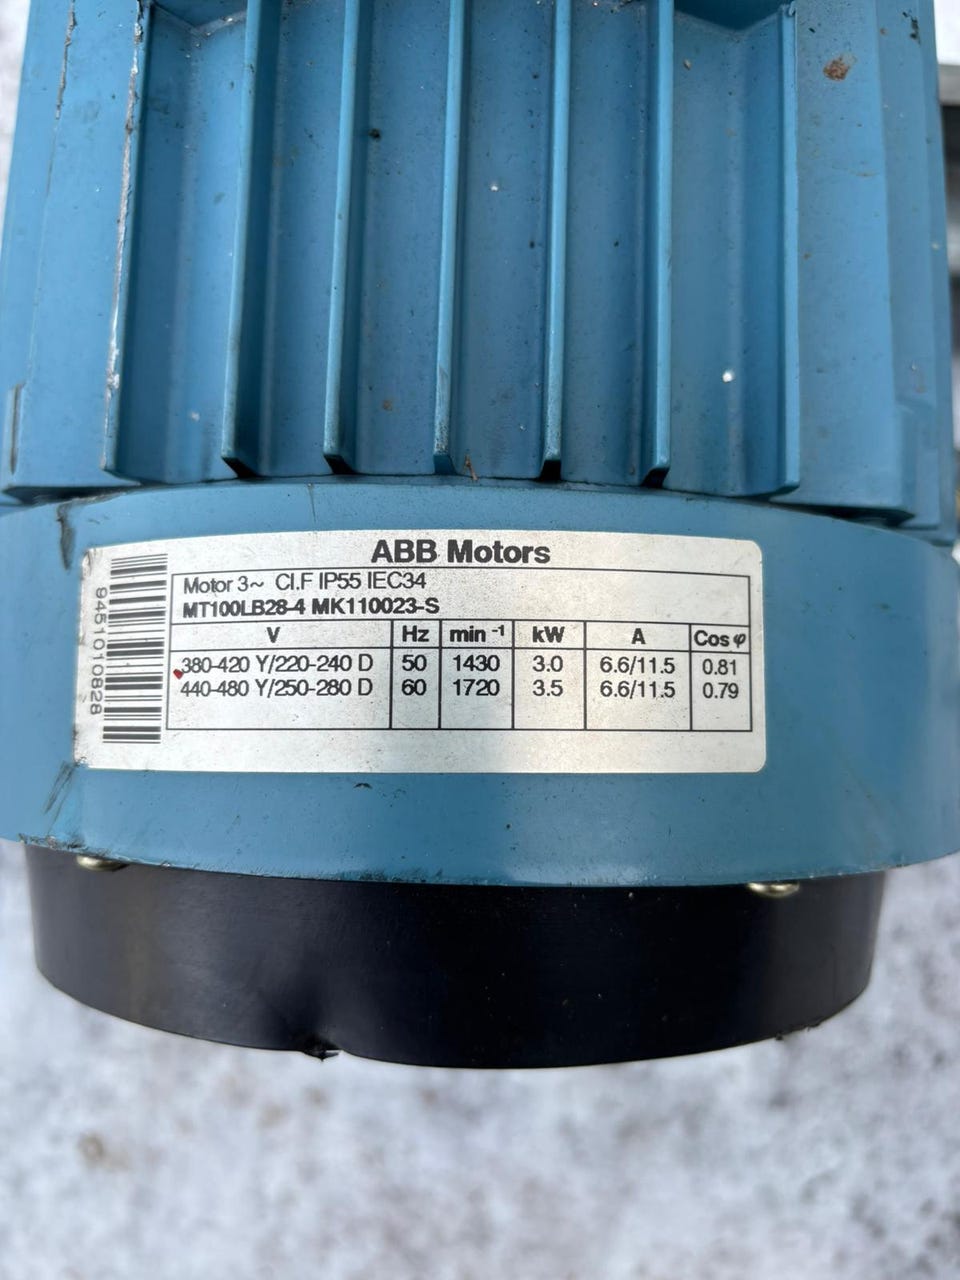 ABB Motors
Motor 3~ Cl.F IP55 IEC34
MT100LB28-4 MK110023-S
V Hz min⁻¹ kW A Cos φ
380-420 Y/220-240 D 50 1430 3.0 6.6/11.5 0.81
440-480 Y/250-280 D 60 1720 3.5 6.6/11.5 0.79
9451010828